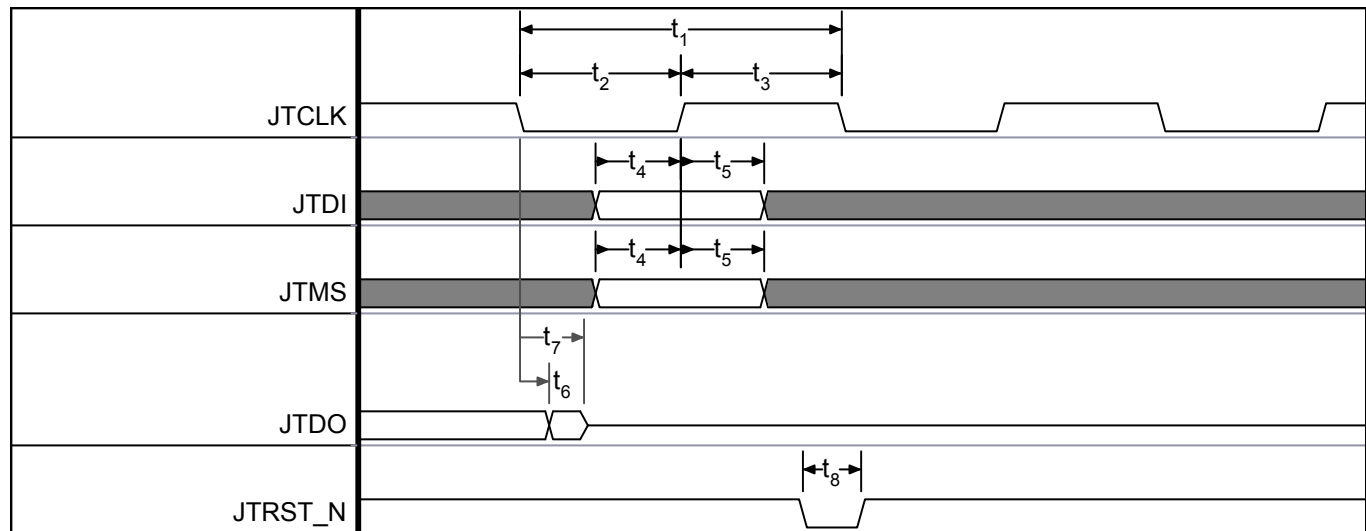 t1
t2 t3
JTCLK
t4 t5
JTDI
t4 t5
JTMS
t7
t6
JTDO
t8
JTRST_N